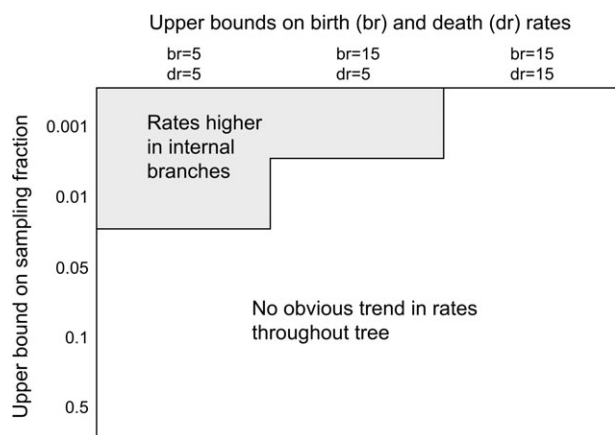 Upper bounds on birth (br) and death (dr) rates
br=5 br=15 br=15
dr=5 dr=5 dr=15
Upper bound on sampling fraction
0.001
Rates higher
in internal
branches
0.01
0.05
No obvious trend in rates
throughout tree
0.1
0.5